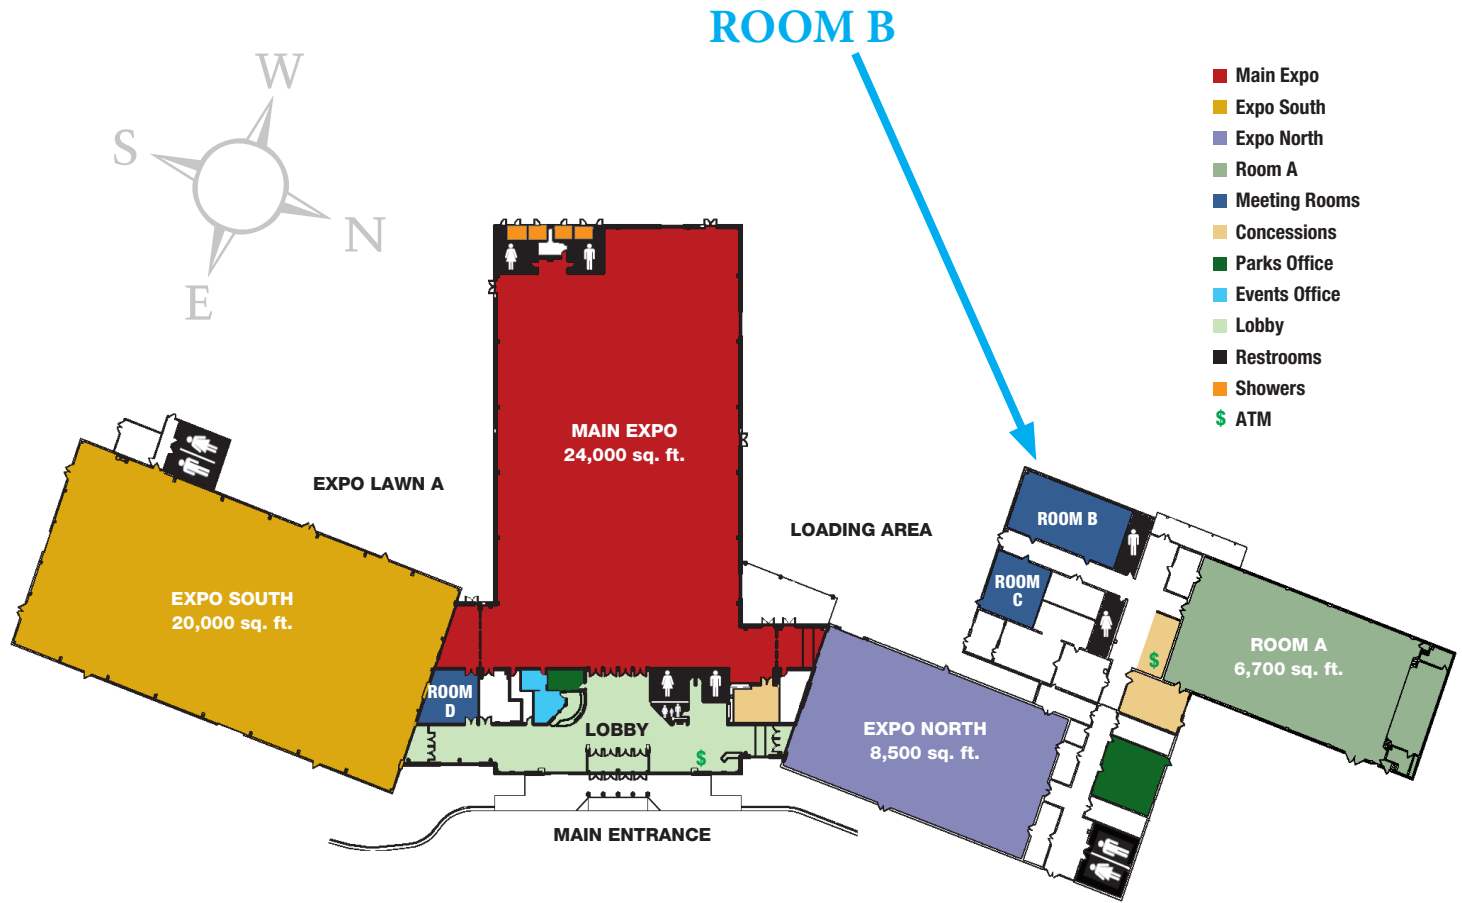 ROOM B
W
S
N
E
Main Expo
Expo South
Expo North
Room A
Meeting Rooms
Concessions
Parks Office
Events Office
Lobby
Restrooms
Showers
$ ATM
MAIN EXPO
24,000 sq. ft.
EXPO LAWN A
LOADING AREA
ROOM B
ROOM
C
EXPO SOUTH
20,000 sq. ft.
ROOM A
6,700 sq. ft.
$
ROOM
D
LOBBY
$
EXPO NORTH
8,500 sq. ft.
MAIN ENTRANCE